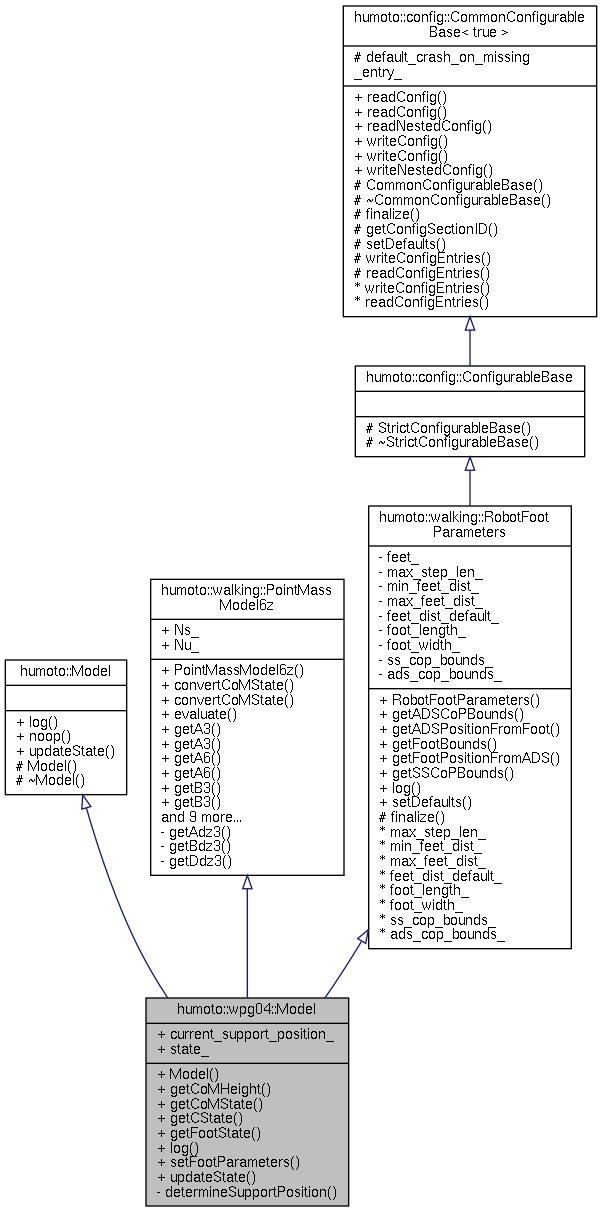 humoto::config::CommonConfigurable
Base< true >
# default_crash_on_missing
_entry_
+ readConfig()
+ readConfig()
+ readNestedConfig()
+ writeConfig()
+ writeConfig()
+ writeNestedConfig()
# CommonConfigurableBase()
# ~CommonConfigurableBase()
# finalize()
# getConfigSectionID()
# setDefaults()
# writeConfigEntries()
# readConfigEntries()
* writeConfigEntries()
* readConfigEntries()
humoto::config::ConfigurableBase
# StrictConfigurableBase()
# ~StrictConfigurableBase()
humoto::walking::RobotFoot
Parameters
- feet_
- max_step_len_
- min_feet_dist_
- max_feet_dist_
- feet_dist_default_
- foot_length_
- foot_width_
- ss_cop_bounds_
- ads_cop_bounds_
+ RobotFootParameters()
+ getADSCoPBounds()
+ getADSPositionFromFoot()
+ getFootBounds()
+ getFootPositionFromADS()
+ getSSCoPBounds()
+ log()
+ setDefaults()
# finalize()
* max_step_len_
* min_feet_dist_
* max_feet_dist_
* feet_dist_default_
* foot_length_
* foot_width_
* ss_cop_bounds_
* ads_cop_bounds_
humoto::walking::PointMass
Model6z
+ Ns_
+ Nu_
+ PointMassModel6z()
+ convertCoMState()
+ convertCoMState()
+ evaluate()
+ getA3()
+ getA3()
+ getA6()
+ getA6()
+ getB3()
+ getB3()
and 9 more...
- getAdz3()
- getBdz3()
- getDdz3()
humoto::Model
+ log()
+ noop()
+ updateState()
# Model()
# ~Model()
humoto::wpg04::Model
+ current_support_position_
+ state_
+ Model()
+ getCoMHeight()
+ getCoMState()
+ getCState()
+ getFootState()
+ log()
+ setFootParameters()
+ updateState()
- determineSupportPosition()